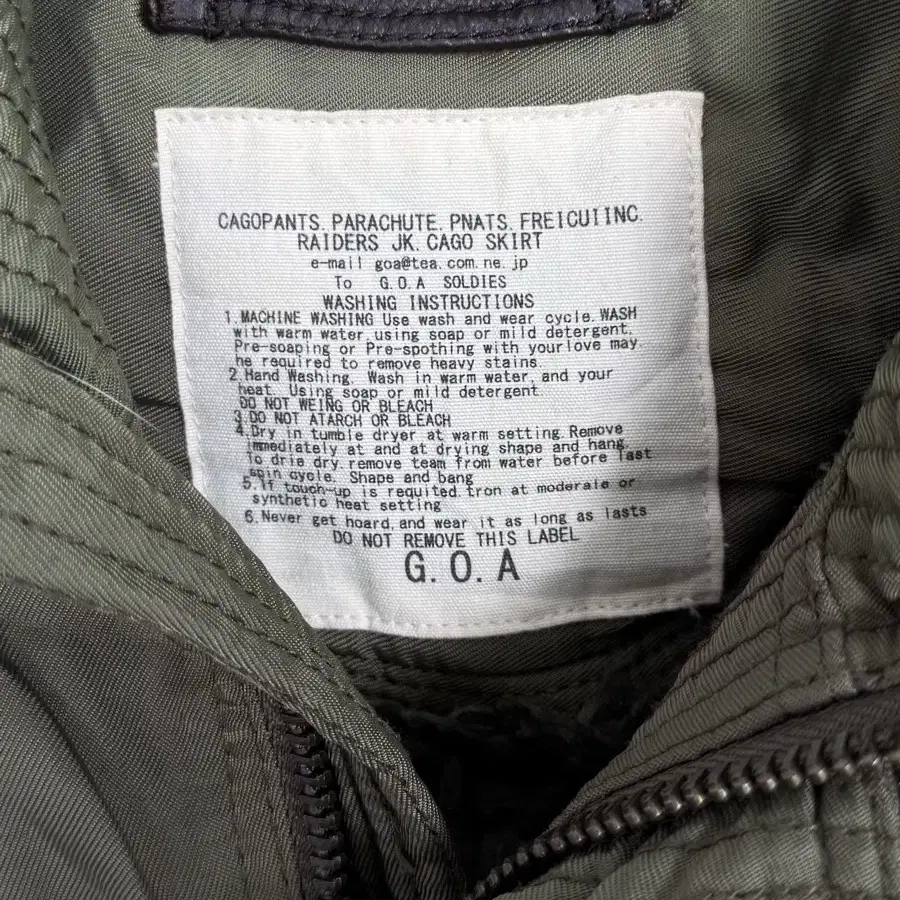 CAGOPANTS. PARACHUTE. PNATS. FREICUIINC.
RAIDERS JK. CAGO SKIRT
e-mail goa@tea.com.ne.jp
To G.O.A SOLDIES
WASHING INSTRUCTIONS
1.MACHINE WASHING Use wash and wear cycle.WASH
with warm water,using soap or mild detergent.
Pre-soaping or Pre-spothing with yourlove may
he required to remove heavy stains
2.Hand Washing. Wash in warm water, and your
heat Using soap or mild detergent
DO NOT WEING OR BLEACH
3.DO NOT ATARCH OR BLEACH
4.Dry in tumble dryer at warm setting.Remove
immediately at and at drying shape and hang.
To drie dry.remove team from water before fast
spin cycle. Shape and bang
5.If touch-up is requited.tron at moderale or
synthetic heat setting
6.Never get hoard,and wear it as long as lasts
DO NOT REMOVE THIS LABEL
G.O.A